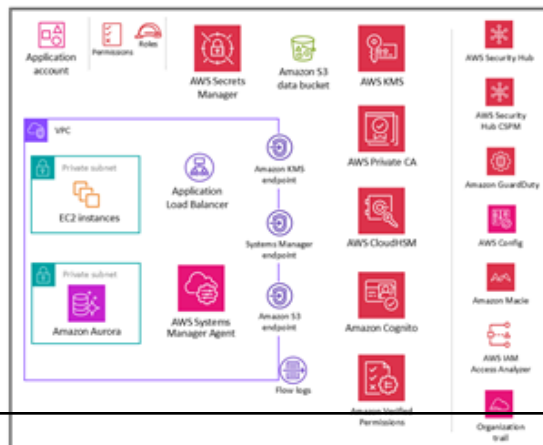 Application
account
Permissions
Roles
AWS Secrets
Manager
Amazon S3
data bucket
AWS KMS
AWS Security Hub
AWS Security
Hub CSPM
Amazon GuardDuty
AWS Config
Amazon Macie
AWS IAM
Access Analyzer
Organization
trail
VPC
Private subnet
EC2 instances
Application
Load Balancer
Amazon KMS
endpoint
Systems Manager
endpoint
Private subnet
Amazon Aurora
AWS Systems
Manager Agent
Amazon S3
endpoint
Flow logs
AWS Private CA
AWS CloudHSM
Amazon Cognito
Amazon Verified
Permissions